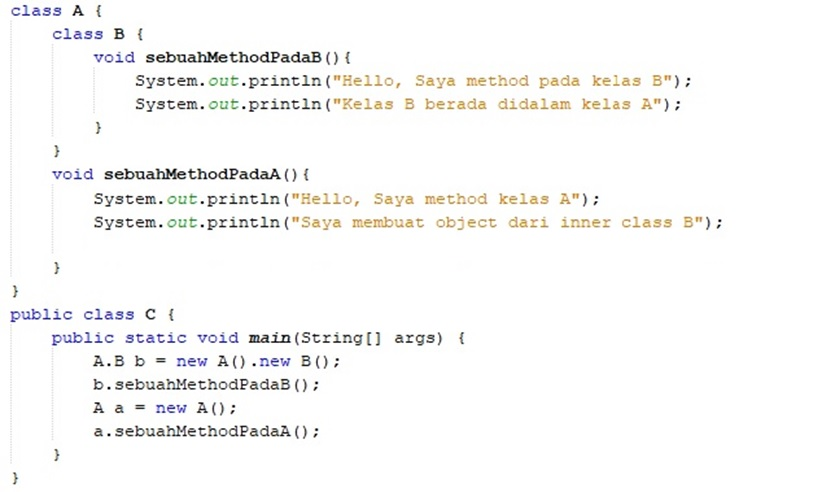 class A {
    class B {
        void sebuahMethodPadaB(){
            System.out.println("Hello, Saya method pada kelas B");
            System.out.println("Kelas B berada didalam kelas A");
        }
    }
    void sebuahMethodPadaA(){
        System.out.println("Hello, Saya method kelas A");
        System.out.println("Saya membuat object dari inner class B");
    }
}
public class C {
    public static void main(String[] args) {
        A.B b = new A().new B();
        b.sebuahMethodPadaB();
        A a = new A();
        a.sebuahMethodPadaA();
    }
}